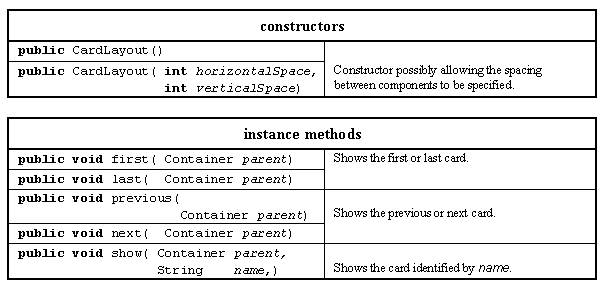 constructors
public CardLayout()
public CardLayout( int horizontalSpace,
int verticalSpace)
Constructor possibly allowing the spacing
between components to be specified.
instance methods
public void first( Container parent)
Shows the first or last card.
public void last( Container parent)
public void previous(
Container parent)
Shows the previous or next card.
public void next( Container parent)
public void show( Container parent,
String name,)
Shows the card identified by name.